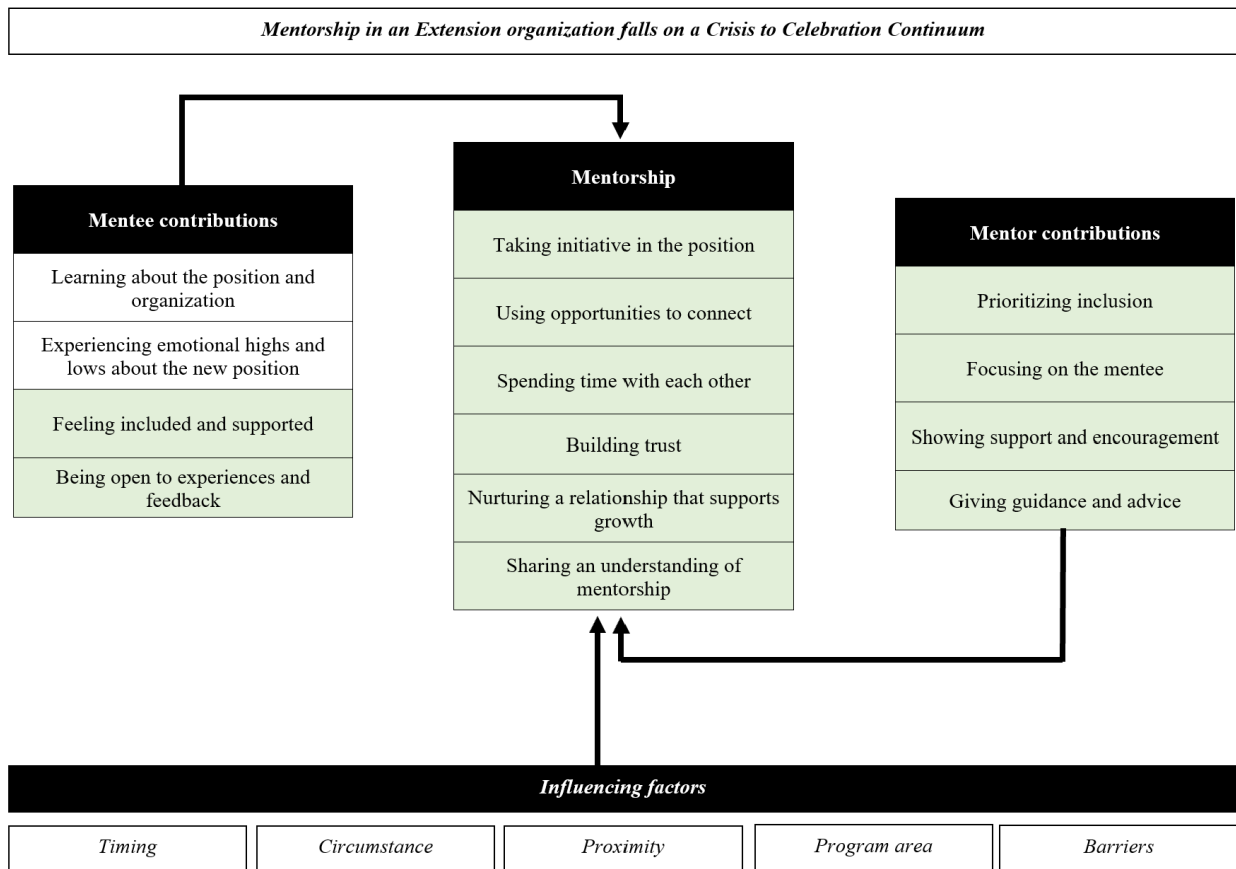 Mentorship in an Extension organization falls on a Crisis to Celebration Continuum
Mentee contributions
Learning about the position and
organization
Experiencing emotional highs and
lows about the new position
Feeling included and supported
Being open to experiences and
feedback
Mentorship
Taking initiative in the position
Using opportunities to connect
Spending time with each other
Building trust
Nurturing a relationship that supports
growth
Sharing an understanding of
mentorship
Mentor contributions
Prioritizing inclusion
Focusing on the mentee
Showing support and encouragement
Giving guidance and advice
Influencing factors
Timing
Circumstance
Proximity
Program area
Barriers